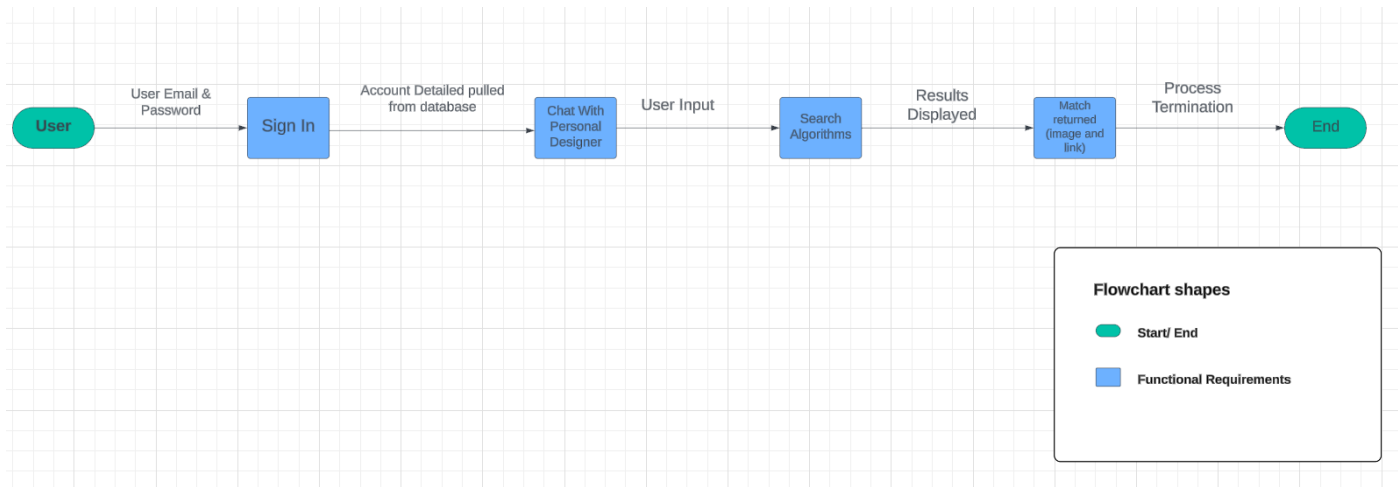 User
User Email &
Password
Sign In
Account Detailed pulled
from database
Chat With
Personal
Designer
User Input
Search
Algorithms
Results
Displayed
Match
returned
(image and
link)
Process
Termination
End
Flowchart shapes
Start/ End
Functional Requirements